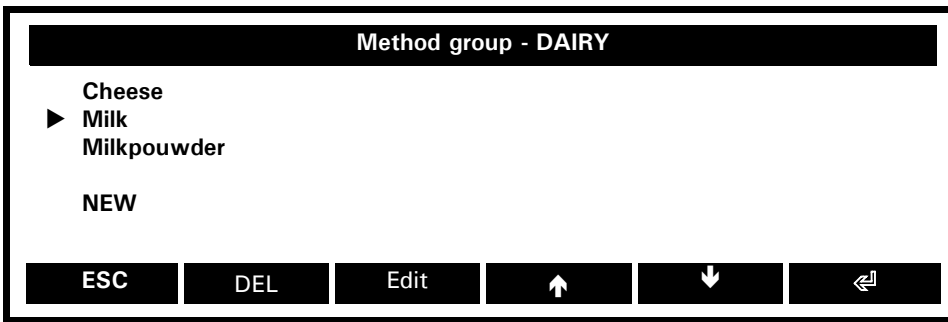 Method group - DAIRY
Cheese
▶ Milk
Milkpouwder
NEW
ESC DEL Edit ↑ ↓ ↵